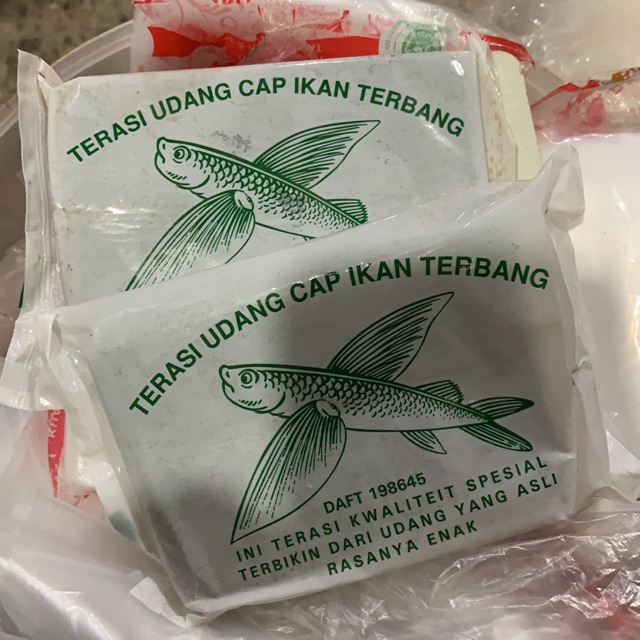 TERASI UDANG CAP IKAN TERBANG
TERASI UDANG CAP IKAN TERBANG
DAFT 198645
INI TERASI KWALITEIT SPESIAL
TERBIKIN DARI UDANG YANG ASLI
RASANYA ENAK